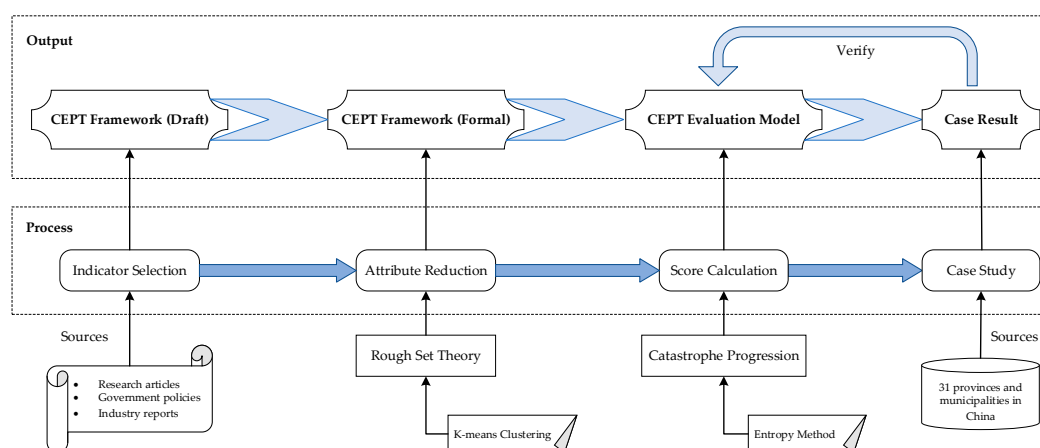 Output
Verify
CEPT Framework (Draft)
CEPT Framework (Formal)
CEPT Evaluation Model
Case Result
Process
Indicator Selection
Attribute Reduction
Score Calculation
Case Study
Sources
Rough Set Theory
Catastrophe Progression
Sources
• Research articles
• Government policies
• Industry reports
31 provinces and
municipalities in
China
K-means Clustering
Entropy Method